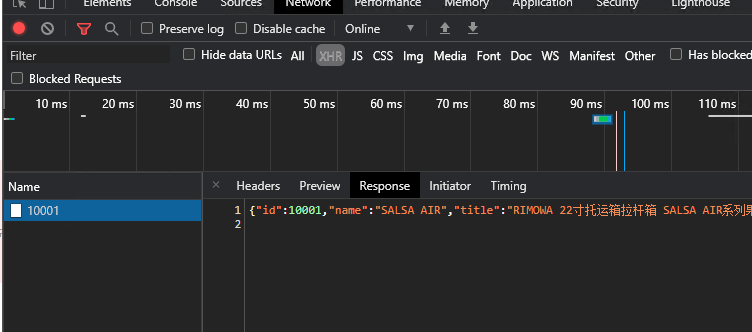 Elements Console Sources Network Performance Memory Application Security Lighthouse
Preserve log Disable cache Online
Filter Hide data URLs All XHR JS CSS Img Media Font Doc WS Manifest Other Has blocked
Blocked Requests
10 ms 20 ms 30 ms 40 ms 50 ms 60 ms 70 ms 80 ms 90 ms 100 ms 110 ms
Name × Headers Preview Response Initiator Timing
10001 1 {"id":10001,"name":"SALSA AIR","title":"RIMOWA 22寸托运箱拉杆箱 SALSA AIR系列果
2